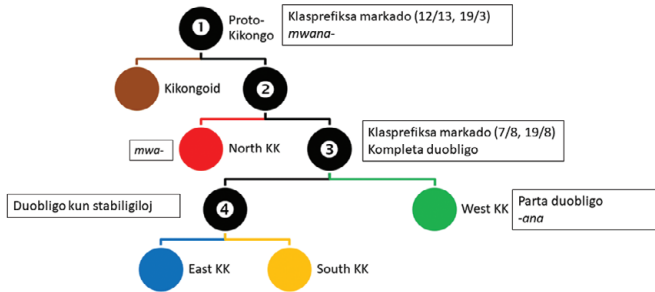 1
Proto-
Kikongo
Klasprefiksa markado (12/13, 19/3)
mwana-
Kikongoid
2
mwa-
North KK
3
Klasprefiksa markado (7/8, 19/8)
Kompleta duobligo
Duobligo kun stabiligiloj
4
West KK
Parta duobligo
-ana
East KK
South KK